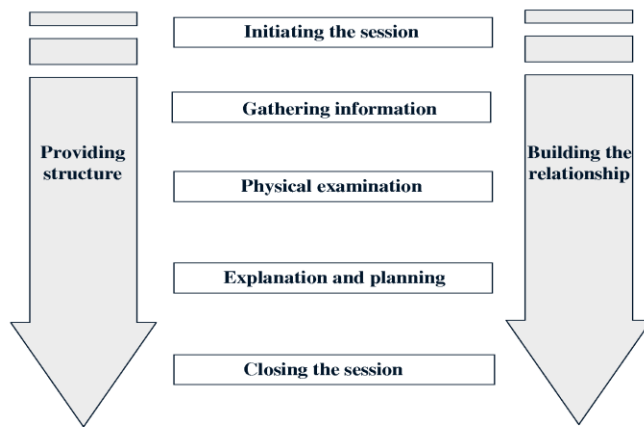 Initiating the session
Gathering information
Providing
structure
Building the
relationship
Physical examination
Explanation and planning
Closing the session